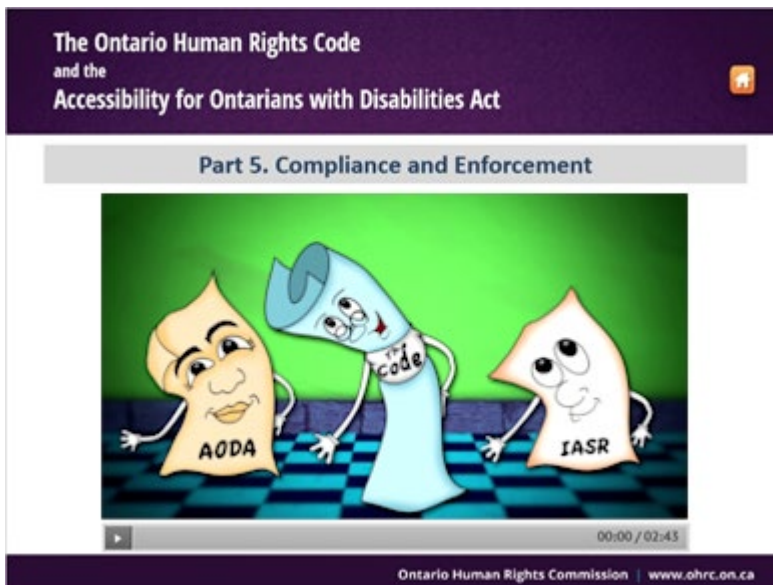 The Ontario Human Rights Code
and the
Accessibility for Ontarians with Disabilities Act
Part 5. Compliance and Enforcement
The
Code
AODA
IASR
00:00 / 02:43
Ontario Human Rights Commission | www.ohrc.on.ca